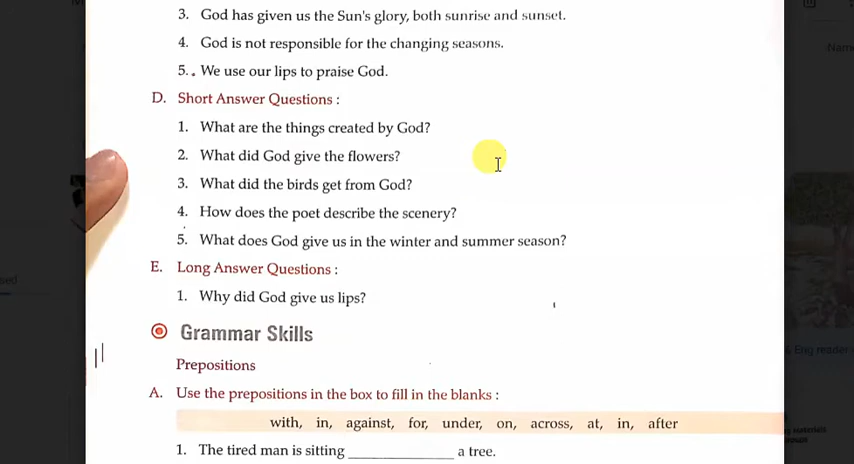 3. God has given us the Sun's glory, both sunrise and sunset.
4. God is not responsible for the changing seasons.
5. We use our lips to praise God.
D. Short Answer Questions :
1. What are the things created by God?
2. What did God give the flowers?
3. What did the birds get from God?
4. How does the poet describe the scenery?
5. What does God give us in the winter and summer season?
E. Long Answer Questions :
1. Why did God give us lips?
Grammar Skills
Prepositions
A. Use the prepositions in the box to fill in the blanks :
with, in, against, for, under, on, across, at, in, after
1. The tired man is sitting ____________ a tree.
Name
Eng reader